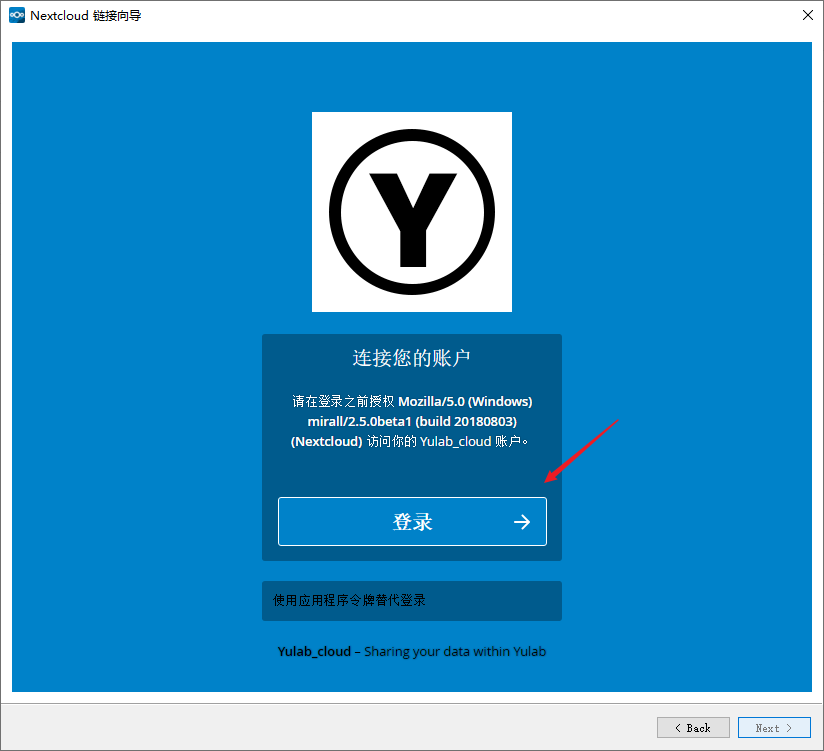 Nextcloud 链接向导
Y
连接您的账户
请在登录之前授权 Mozilla/5.0 (Windows)
mirall/2.5.0beta1 (build 20180803)
(Nextcloud) 访问你的 Yulab_cloud 账户。
登录
使用应用程序令牌替代登录
Yulab_cloud – Sharing your data within Yulab
< Back
Next >